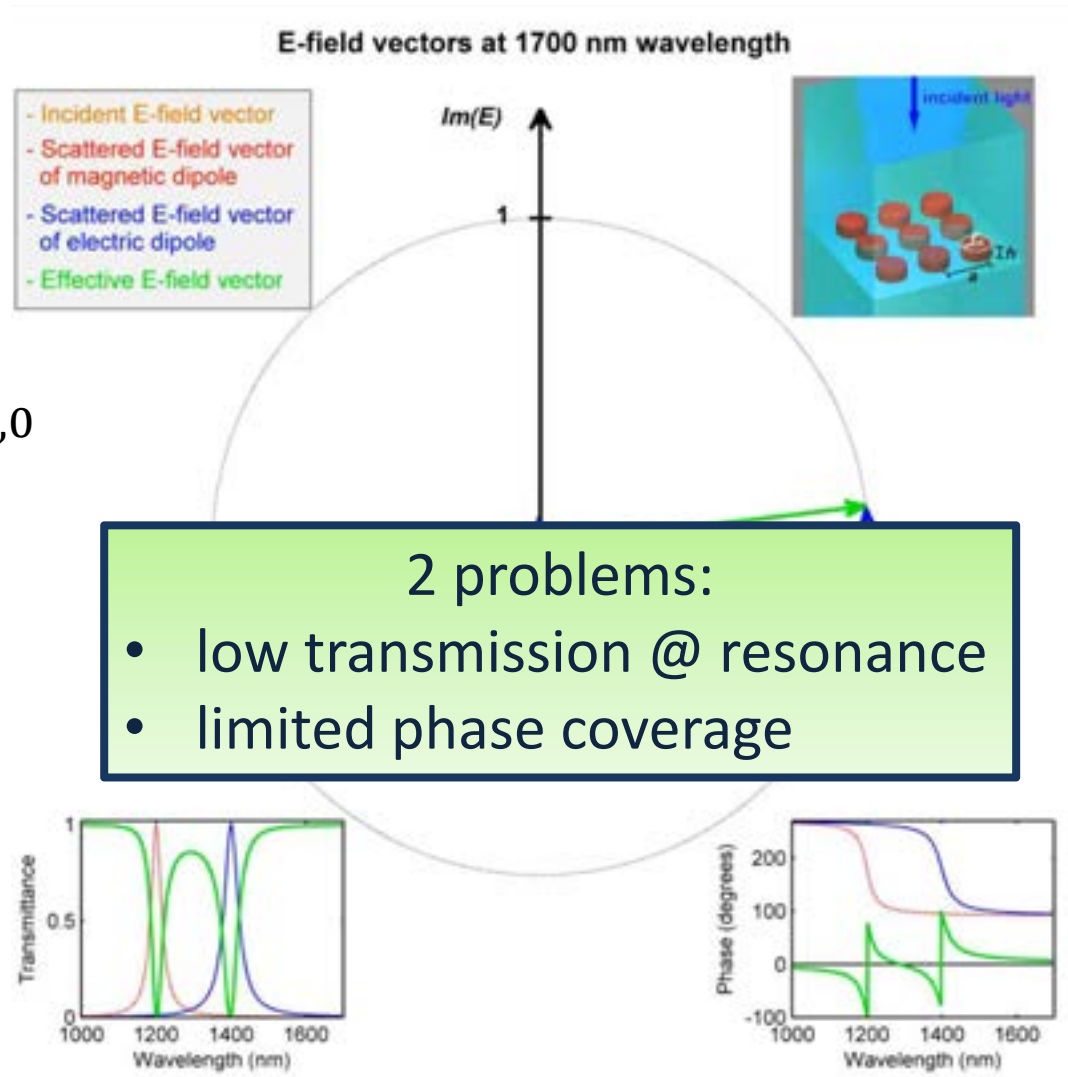 E-field vectors at 1700 nm wavelength
- Incident E-field vector
- Scattered E-field vector
of magnetic dipole
- Scattered E-field vector
of electric dipole
- Effective E-field vector
Im(E)
1
incident light
h
a
,0
2 problems:
• low transmission @ resonance
• limited phase coverage
Transmittance
1
0.5
0
1000 1200 1400 1600
Wavelength (nm)
Phase (degrees)
200
100
0
-100
1000 1200 1400 1600
Wavelength (nm)